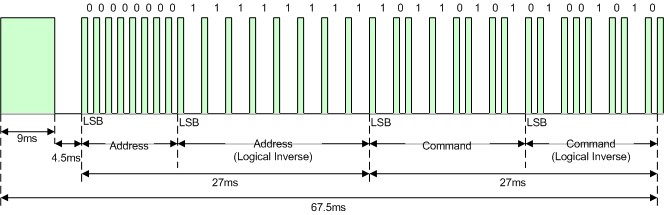 0 0 0 0 0 0 0 0 1 1 1 1 1 1 1 1 1 0 1 1 0 1 0 1 0 1 0 0 1 0 1 0
LSB LSB LSB LSB
9ms
4.5ms
Address
Address
(Logical Inverse)
Command
Command
(Logical Inverse)
27ms 27ms
67.5ms